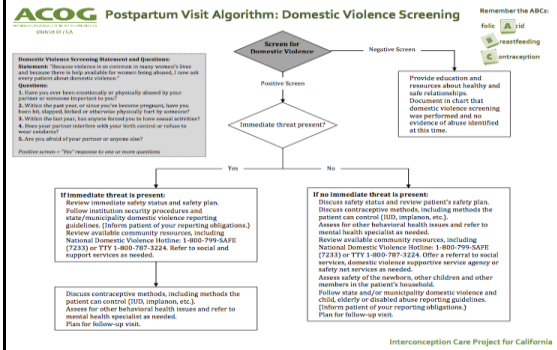 ACOG
District IX / CA
Postpartum Visit Algorithm: Domestic Violence Screening
Remember the ABCs:
folic Acid
Breastfeeding
Contraception
Domestic Violence Screening Statement and Questions:
Statement: "Because violence is so common in many women's lives
and because there is help available for women being abused, I now ask
every patient about domestic violence."
Questions:
1. Have you ever been emotionally or physically abused by your
partner or someone important to you?
2. Within the past year, or since you've become pregnant, have you
been hit, slapped, kicked or otherwise physically hurt by someone?
3. Within the last year, has anyone forced you to have sexual activities?
4. Does your partner interfere with your birth control or refuse to
wear condoms?
5. Are you afraid of your partner or anyone else?
Positive screen = "Yes" response to one or more questions
Screen for
Domestic Violence
Negative Screen
Positive Screen
Provide education and
resources about healthy and
safe relationships.
Document in chart that
domestic violence screening
was performed and no
evidence of abuse identified
at this time.
Immediate threat present?
Yes
No
If immediate threat is present:
Review immediate safety status and safety plan.
Follow institution security procedures and
state/municipality domestic violence reporting
guidelines. (Inform patient of your reporting obligations.)
Review available community resources, including
National Domestic Violence Hotline: 1-800-799-SAFE
(7233) or TTY 1-800-787-3224. Refer to social and
support services as needed.
Discuss contraceptive methods, including methods the
patient can control (IUD, implanon, etc.).
Assess for other behavioral health issues and refer to
mental health specialist as needed.
Plan for follow-up visit.
If no immediate threat is present:
Discuss safety status and review patient's safety plan.
Discuss contraceptive methods, including methods the
patient can control (IUD, implanon, etc.).
Assess for other behavioral health issues and refer to
mental health specialist as needed.
Review available community resources, including
National Domestic Violence Hotline: 1-800-799-SAFE
(7233) or TTY 1-800-787-3224. Offer a referral to social
services, domestic violence supportive service agency or
safety net services as needed.
Assess safety of the newborn, other children and other
members in the patient's household.
Follow state and/or municipality domestic violence and
child, elderly or disabled abuse reporting guidelines.
(Inform patient of your reporting obligations.)
Plan for follow-up visit.
Interconception Care Project for California